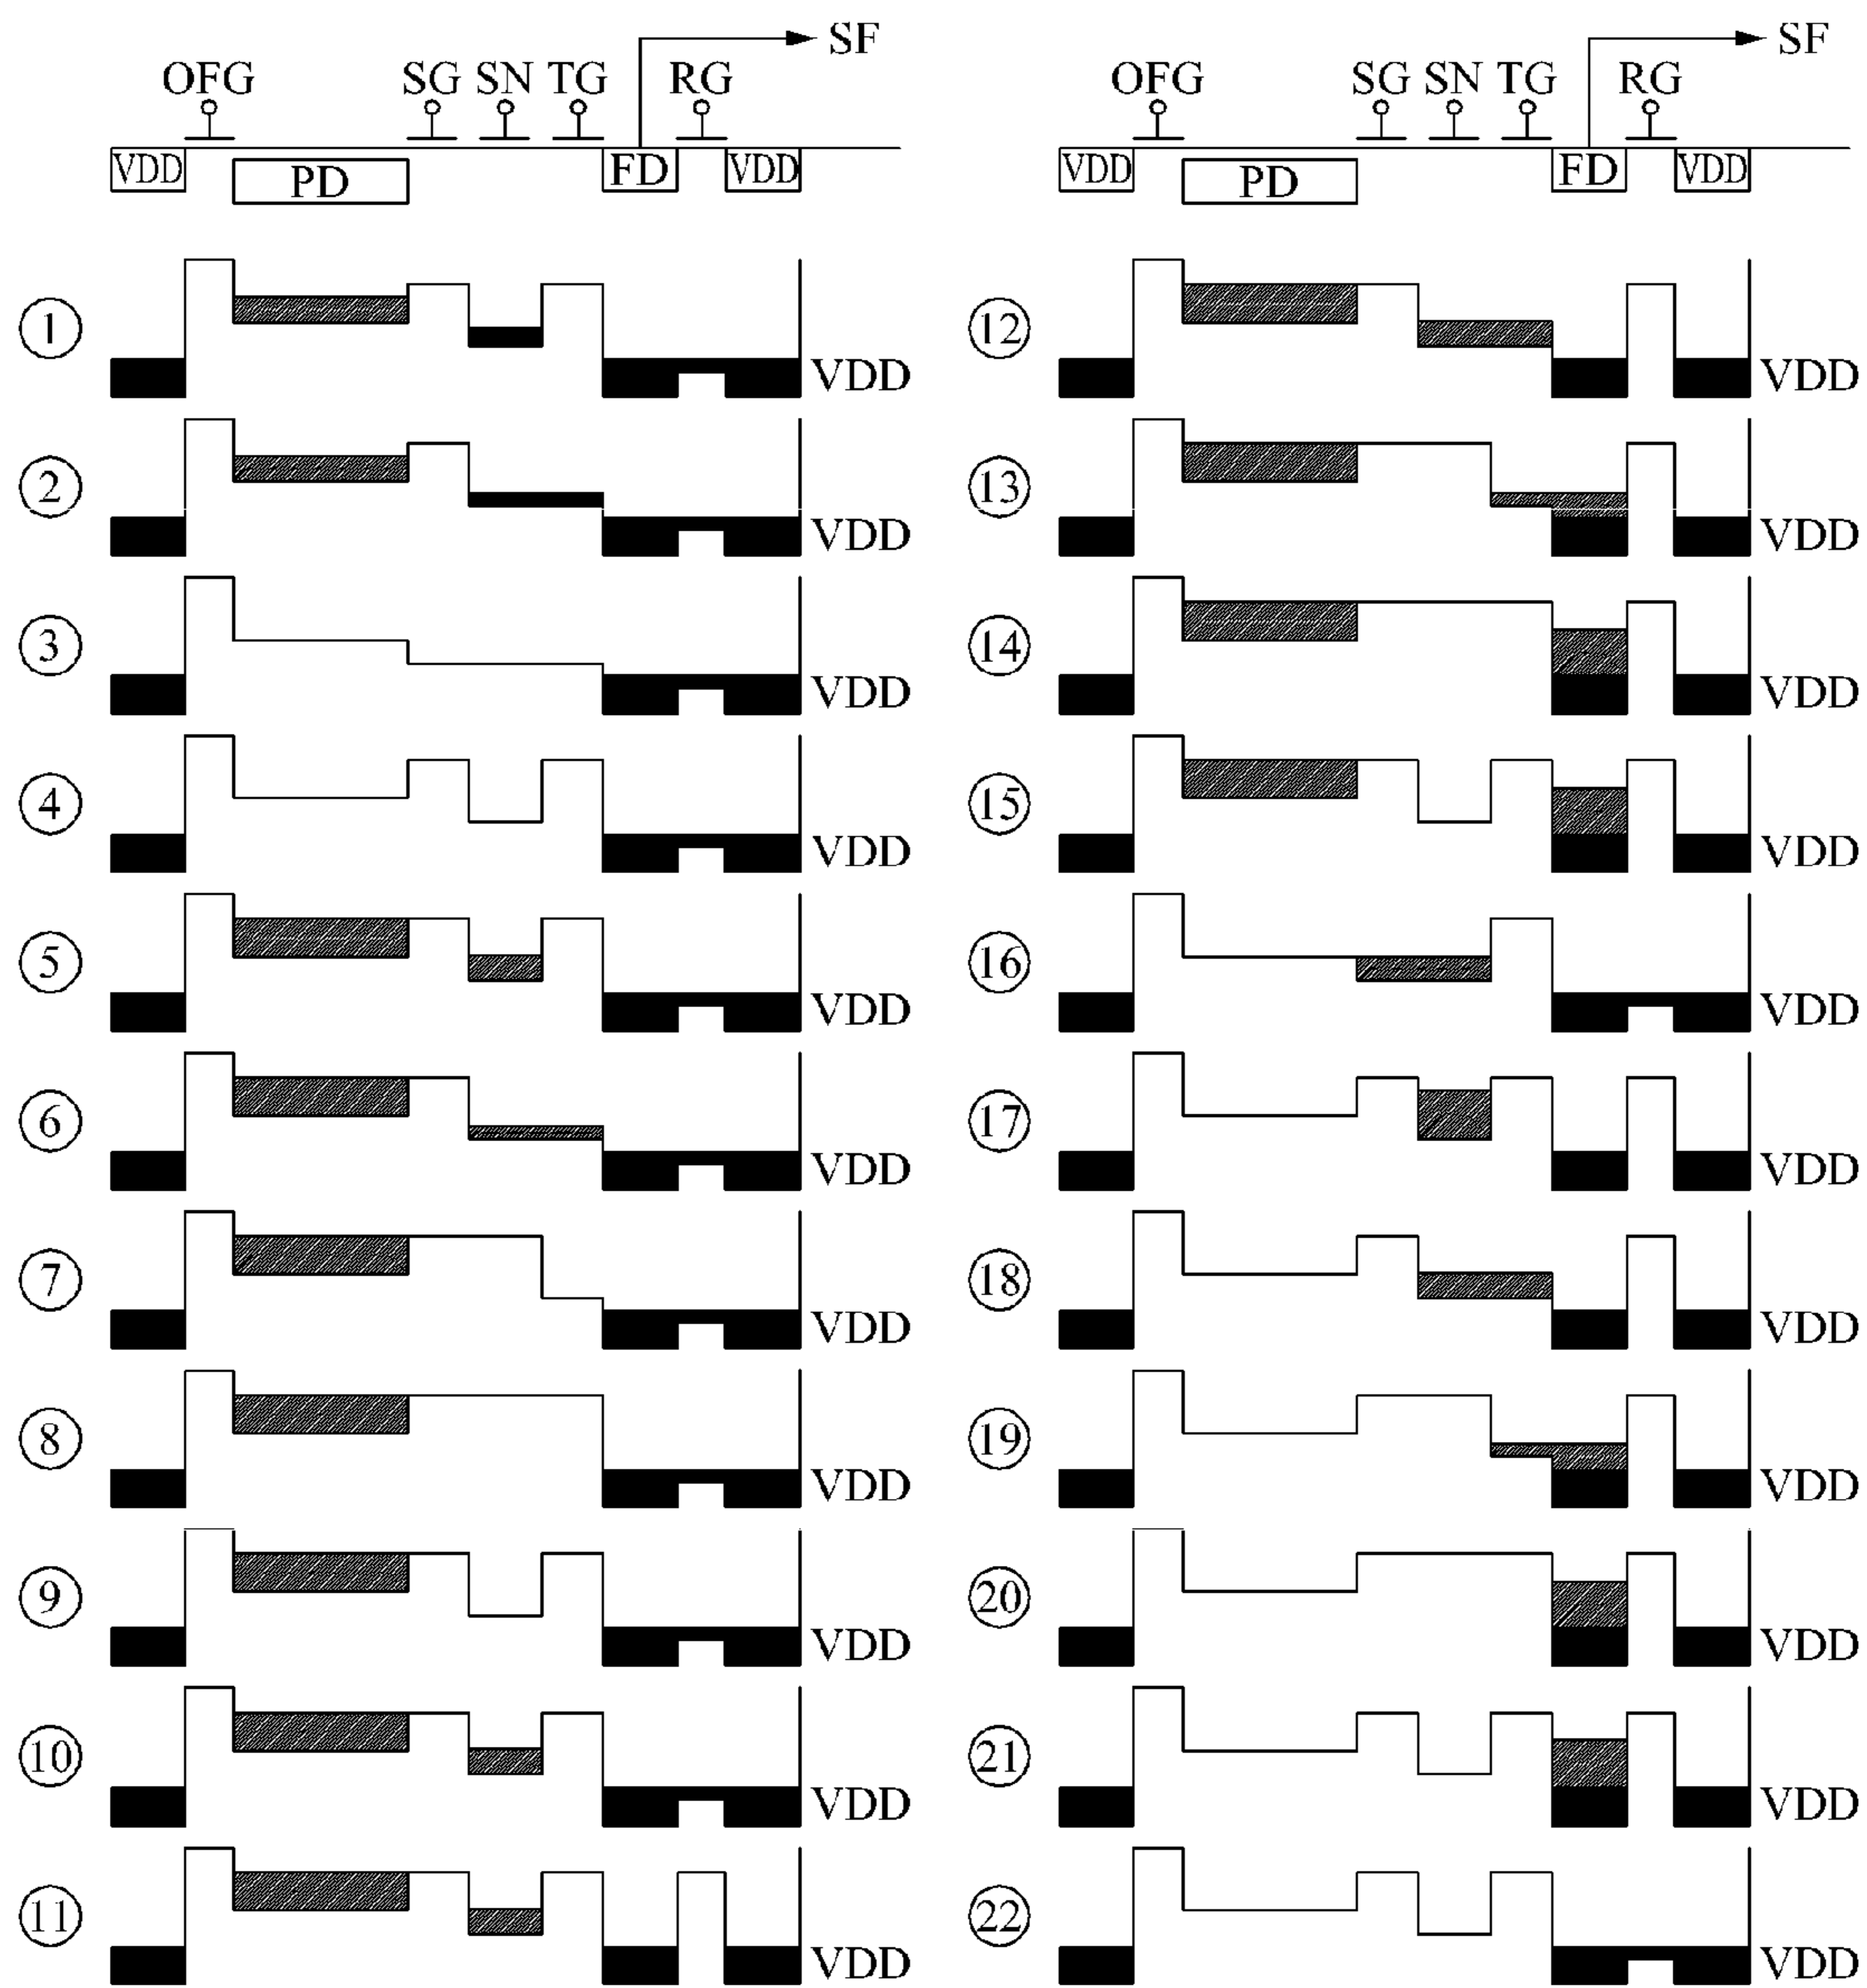 SF
OFG SG SN TG RG
VDD PD FD VDD
1 VDD
2 VDD
3 VDD
4 VDD
5 VDD
6 VDD
7 VDD
8 VDD
9 VDD
10 VDD
11 VDD
SF
OFG SG SN TG RG
VDD PD FD VDD
12 VDD
13 VDD
14 VDD
15 VDD
16 VDD
17 VDD
18 VDD
19 VDD
20 VDD
21 VDD
22 VDD